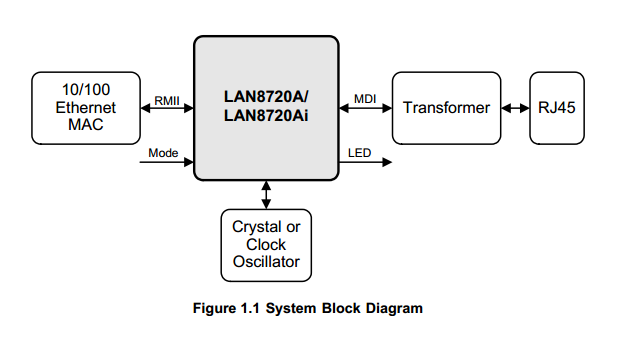 10/100
Ethernet
MAC
RMII
Mode
LAN8720A/
LAN8720Ai
MDI
LED
Transformer
RJ45
Crystal or
Clock
Oscillator
Figure 1.1 System Block Diagram